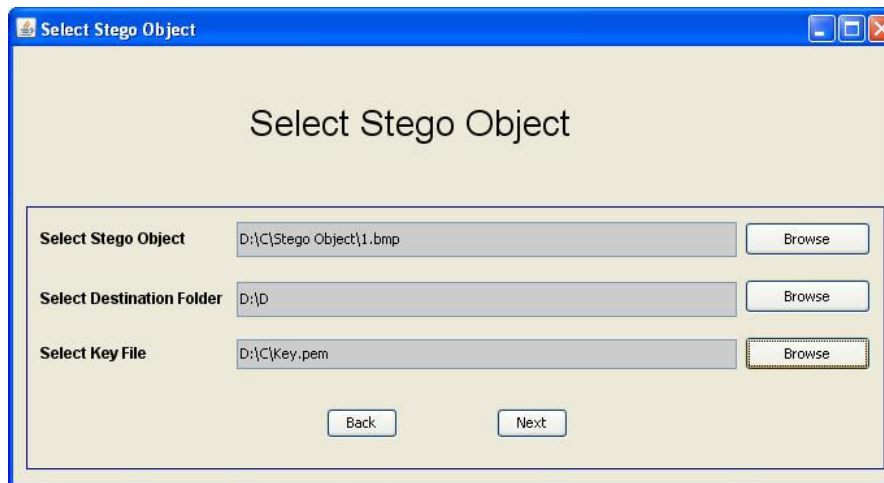 Select Stego Object
Select Stego Object
Select Stego Object D:\C\Stego Object\1.bmp Browse
Select Destination Folder D:\D Browse
Select Key File D:\C\Key.pem Browse
Back Next